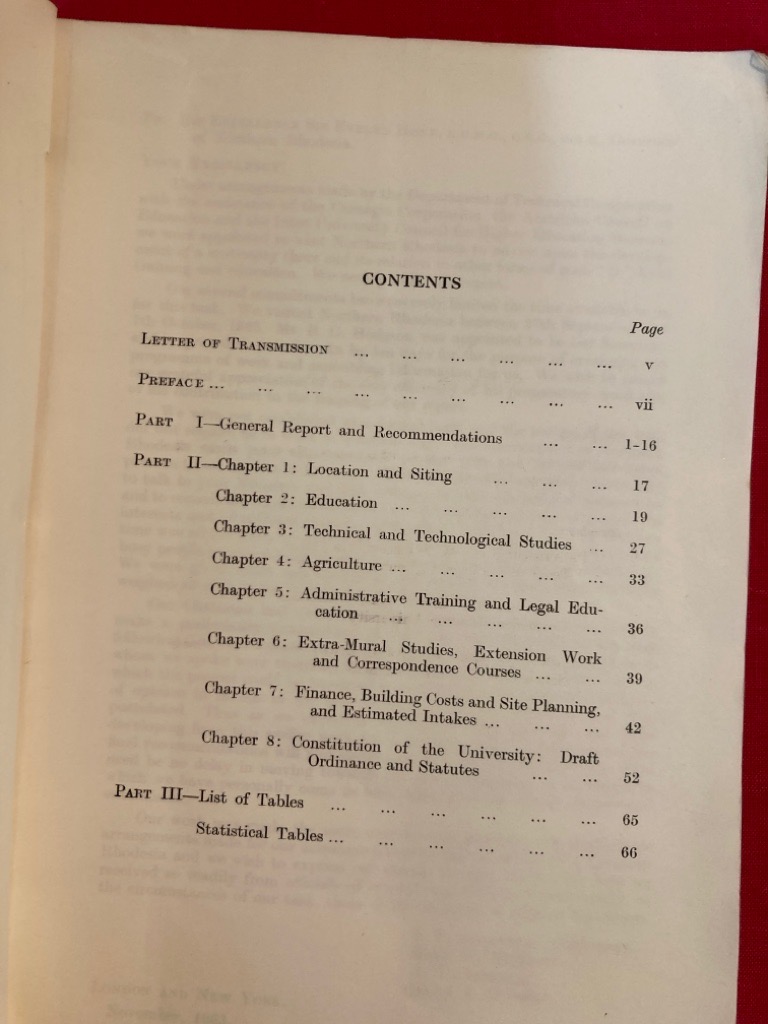 CONTENTS
Page
LETTER OF TRANSMISSION ... ... ... ... ... ... v
PREFACE ... ... ... ... ... ... ... ... ... vii
PART I—General Report and Recommendations ... ... 1-16
PART II—Chapter 1: Location and Siting ... ... ... 17
Chapter 2: Education ... ... ... ... ... 19
Chapter 3: Technical and Technological Studies ... 27
Chapter 4: Agriculture ... ... ... ... ... 33
Chapter 5: Administrative Training and Legal Edu-
cation ... ... ... ... ... 36
Chapter 6: Extra-Mural Studies, Extension Work
and Correspondence Courses ... ... 39
Chapter 7: Finance, Building Costs and Site Planning,
and Estimated Intakes ... ... ... 42
Chapter 8: Constitution of the University: Draft
Ordinance and Statutes ... ... 52
PART III—List of Tables ... ... ... ... ... ... 65
Statistical Tables ... ... ... ... ... ... 66